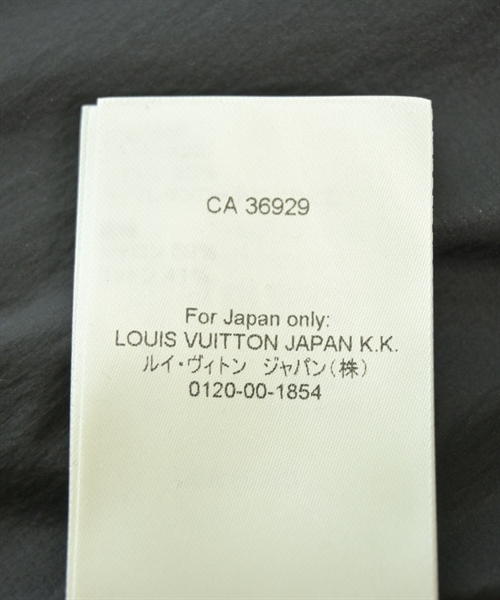 CA 36929
For Japan only:
LOUIS VUITTON JAPAN K.K.
ルイ・ヴィトン　ジャパン（株）
0120-00-1854